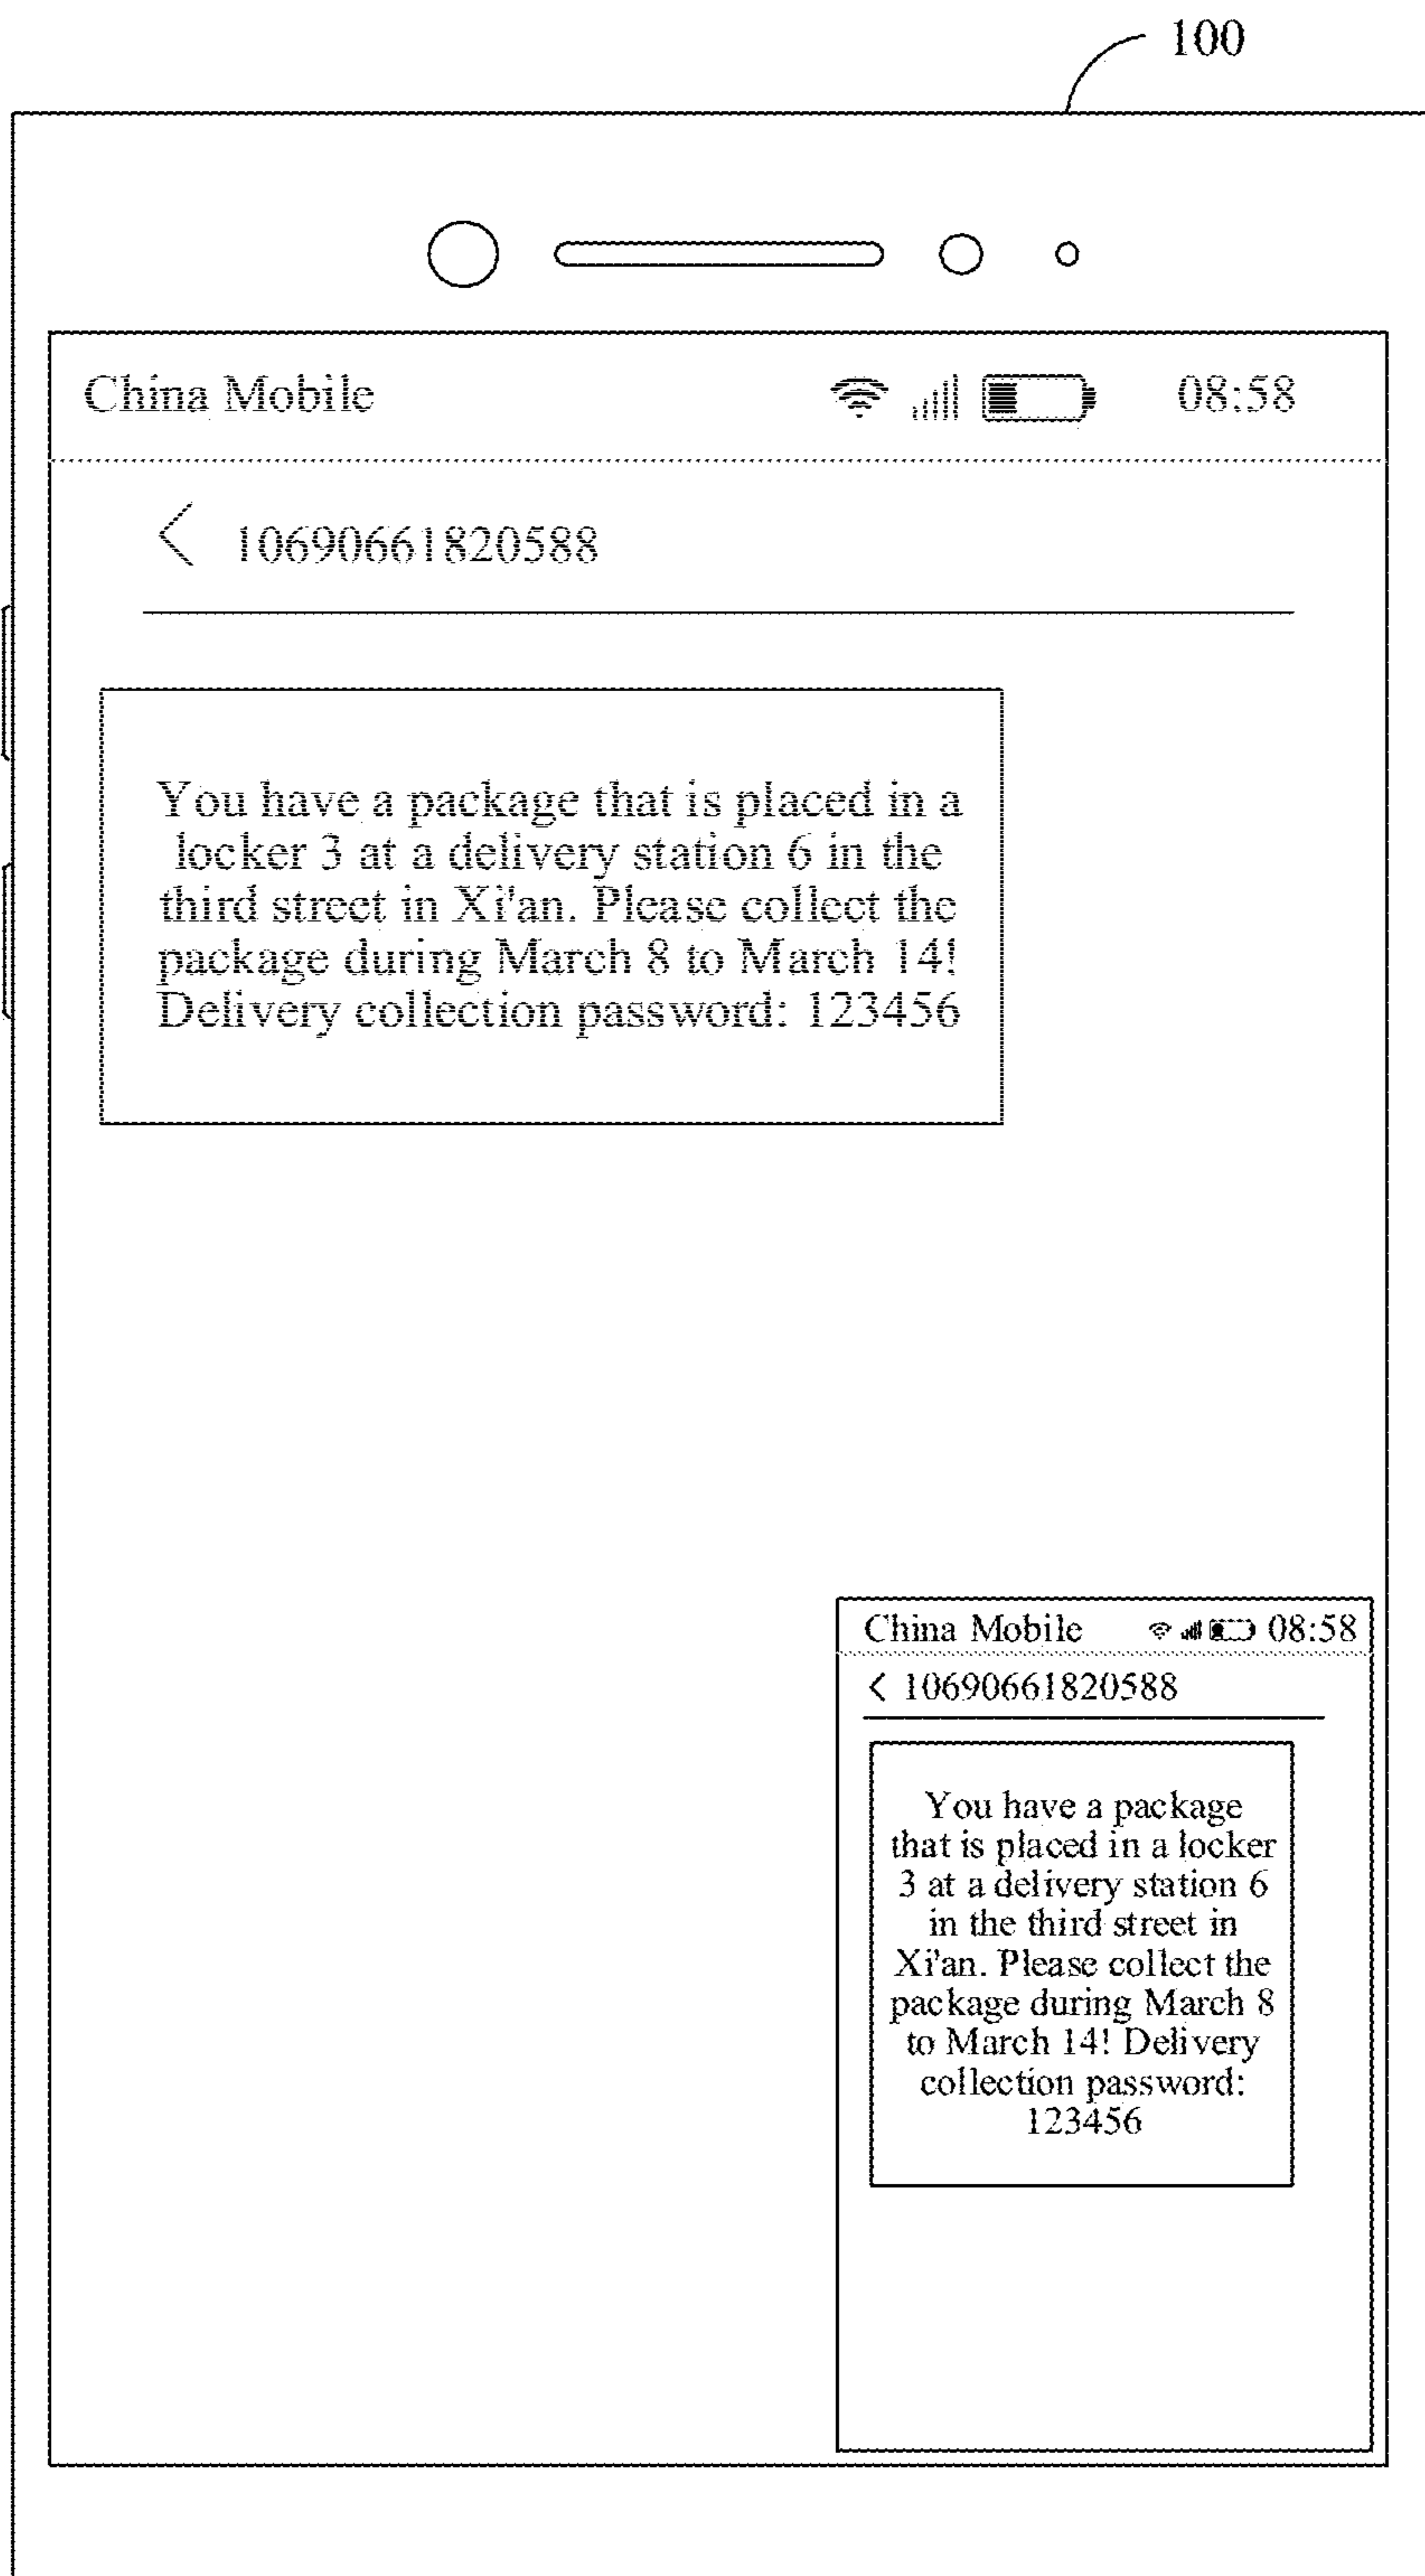 100
China Mobile 08:58
< 10690661820588
You have a package that is placed in a
locker 3 at a delivery station 6 in the
third street in Xi'an. Please collect the
package during March 8 to March 14!
Delivery collection password: 123456
China Mobile 08:58
< 10690661820588
You have a package
that is placed in a locker
3 at a delivery station 6
in the third street in
Xi'an. Please collect the
package during March 8
to March 14! Delivery
collection password:
123456